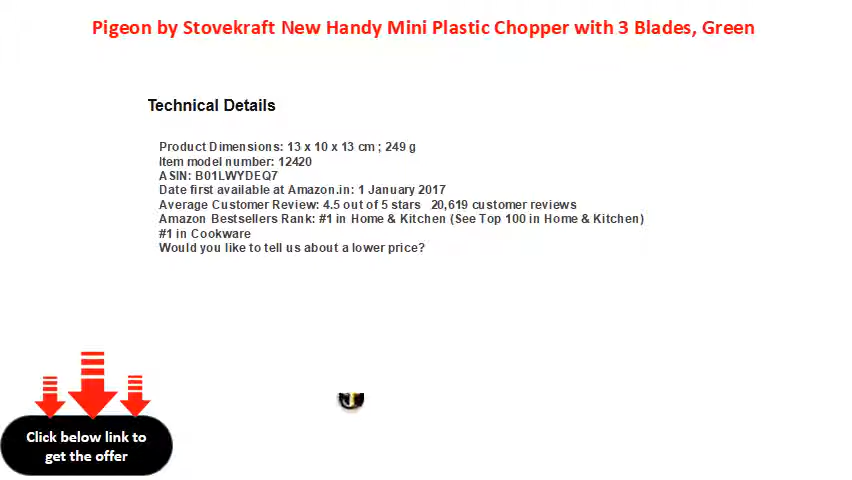 Pigeon by Stovekraft New Handy Mini Plastic Chopper with 3 Blades, Green
Technical Details
Product Dimensions: 13 x 10 x 13 cm ; 249 g
Item model number: 12420
ASIN: B01LWYDEQ7
Date first available at Amazon.in: 1 January 2017
Average Customer Review: 4.5 out of 5 stars 20,619 customer reviews
Amazon Bestsellers Rank: #1 in Home & Kitchen (See Top 100 in Home & Kitchen)
#1 in Cookware
Would you like to tell us about a lower price?
Click below link to
get the offer